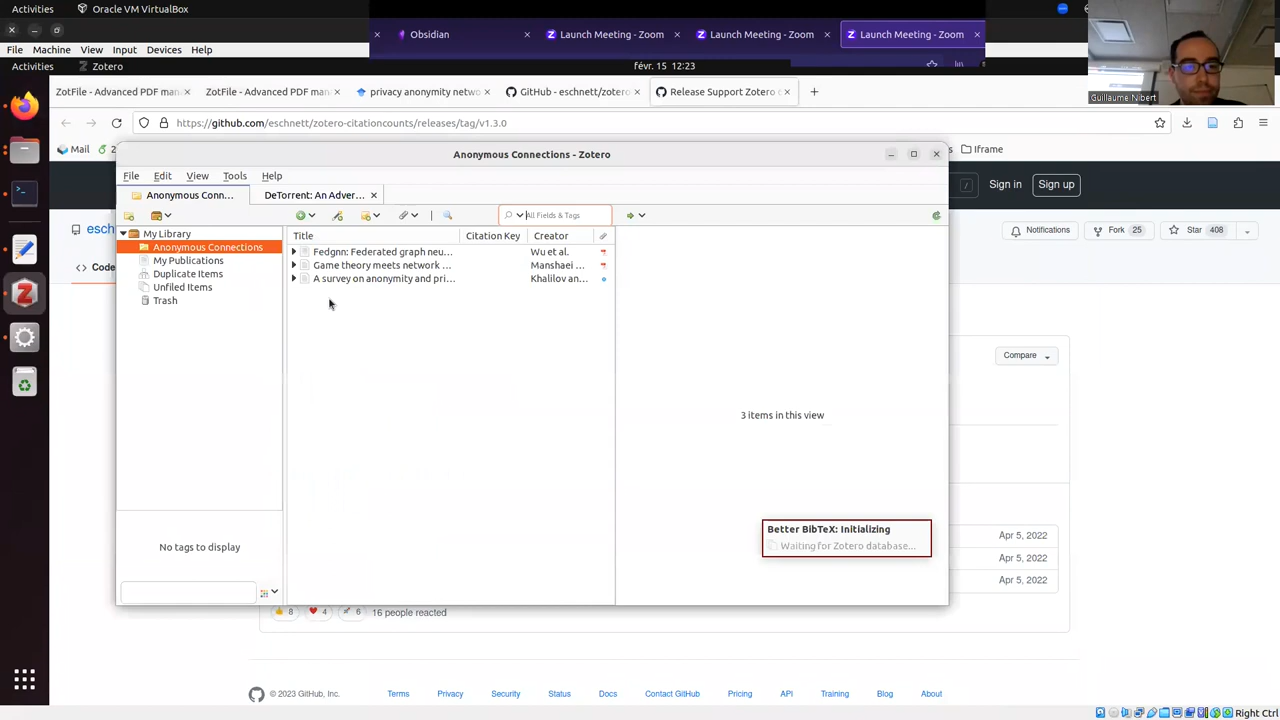 Activities
Oracle VM VirtualBox
Obsidian
Launch Meeting - Zoom
Launch Meeting - Zoom
Launch Meeting - Zoom
File Machine View Input Devices Help
Activities
Zotero
févr. 15 12:23
ZotFile - Advanced PDF man
ZotFile - Advanced PDF man
privacy anonymity netwo
GitHub - eschnett/zotero
Release Support Zotero
Guillaume Nibert
https://github.com/eschnett/zotero-citationcounts/releases/tag/v1.3.0
Mail
Iframe
Anonymous Connections - Zotero
File Edit View Tools Help
Sign in
Sign up
Anonymous Conn...
DeTorrent: An Adver...
All Fields & Tags
esch
Notifications
Fork 25
Star 408
My Library
Title
Citation Key
Creator
Anonymous Connections
Fedgnn: Federated graph neu...
Wu et al.
My Publications
Game theory meets network ...
Manshaei ...
Code
Duplicate Items
A survey on anonymity and pri...
Khalilov an...
Unfiled Items
Trash
Compare
3 items in this view
Better BibTeX: Initializing
Waiting for Zotero database...
No tags to display
Apr 5, 2022
Apr 5, 2022
Apr 5, 2022
8
4
6
16 people reacted
© 2023 GitHub, Inc.
Terms
Privacy
Security
Status
Docs
Contact GitHub
Pricing
API
Training
Blog
About
Right Ctrl